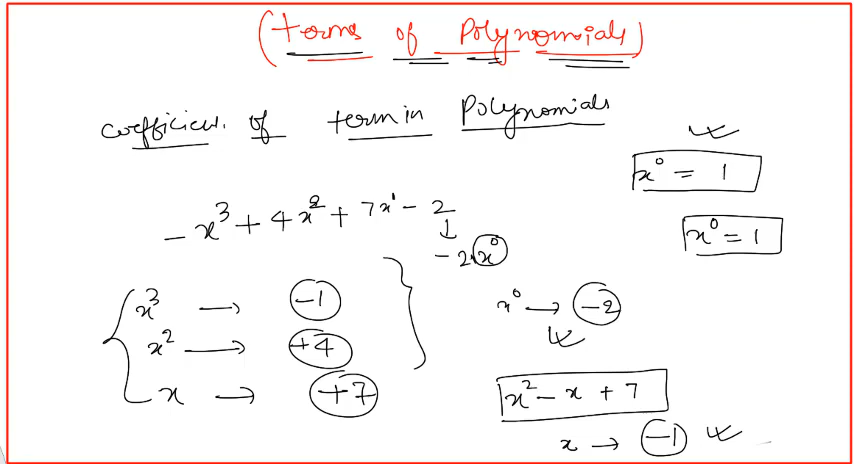 (Terms of Polynomials)
coefficien. of term in Polynomials
x⁰ = 1
x⁰ = 1
- x³ + 4x² + 7x¹ - 2
↓
- 2·x⁰
x³ → -1
x² → +4
x → +7
x⁰ → -2
x² - x + 7
x → -1